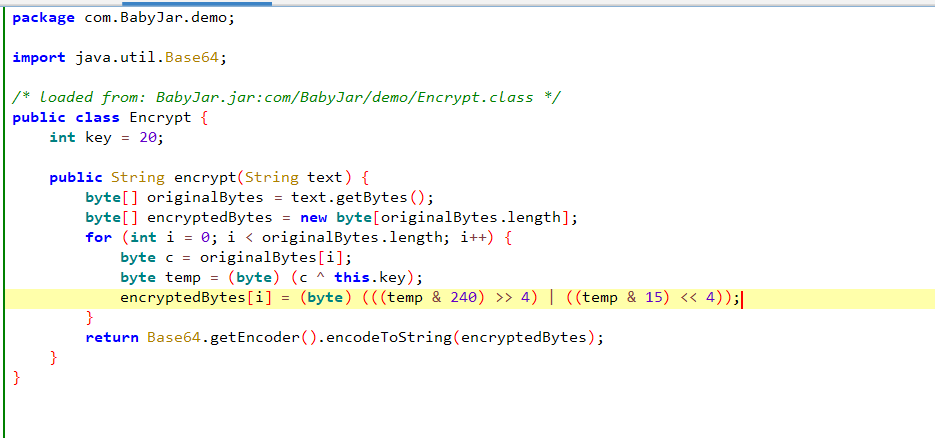 package com.BabyJar.demo;
import java.util.Base64;
/* loaded from: BabyJar.jar:com/BabyJar/demo/Encrypt.class */
public class Encrypt {
int key = 20;
public String encrypt(String text) {
byte[] originalBytes = text.getBytes();
byte[] encryptedBytes = new byte[originalBytes.length];
for (int i = 0; i < originalBytes.length; i++) {
byte c = originalBytes[i];
byte temp = (byte) (c ^ this.key);
encryptedBytes[i] = (byte) (((temp & 240) >> 4) | ((temp & 15) << 4));
}
return Base64.getEncoder().encodeToString(encryptedBytes);
}
}